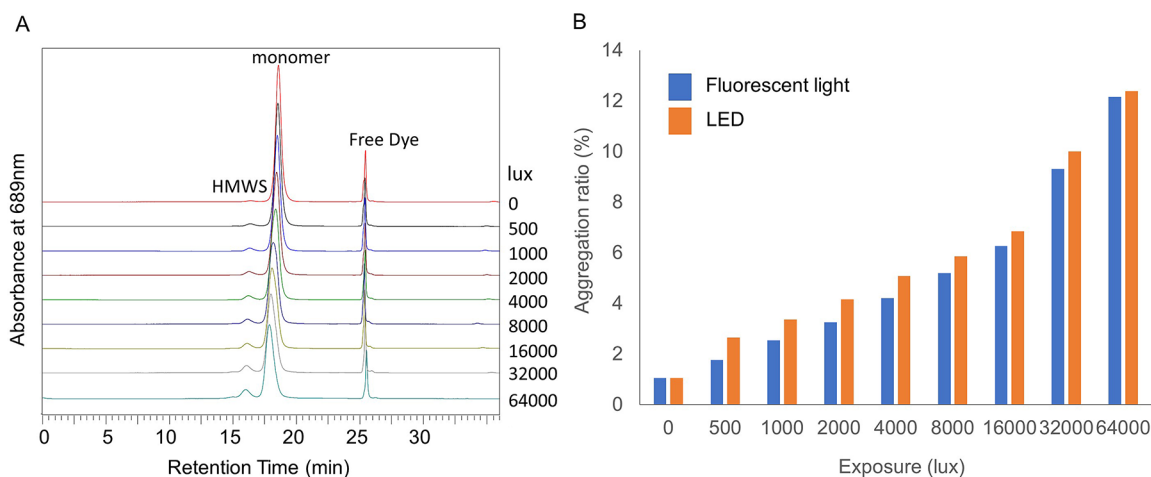 A
monomer
Free Dye
HMWS
lux
0
500
1000
2000
4000
8000
16000
32000
64000
Absorbance at 689nm
0 5 10 15 20 25 30
Retention Time (min)
B
14
12
10
8
6
4
2
0
Aggregation ratio (%)
Fluorescent light
LED
0 500 1000 2000 4000 8000 16000 32000 64000
Exposure (lux)